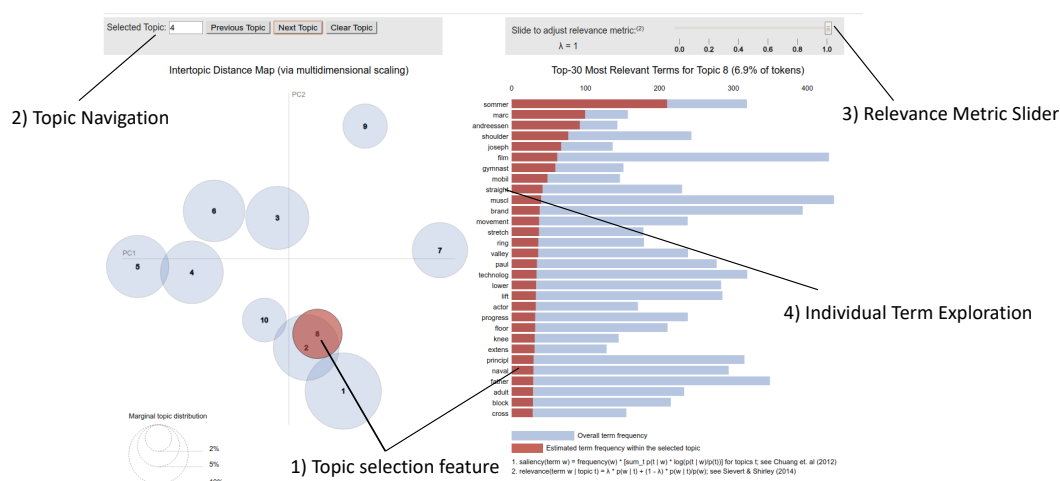 Selected Topic: 4 Previous Topic Next Topic Clear Topic
Slide to adjust relevance metric:(2)
λ = 1
0.0 0.2 0.4 0.6 0.8 1.0
2) Topic Navigation
3) Relevance Metric Slider
Intertopic Distance Map (via multidimensional scaling)
PC2
PC1
9
6
3
7
5
4
10
8
2
1
Marginal topic distribution
2%
5%
10%
Top-30 Most Relevant Terms for Topic 8 (6.9% of tokens)
0 100 200 300 400
sommer
marc
andreessen
shoulder
joseph
film
gymnast
mobil
straight
muscl
brand
movement
stretch
ring
valley
paul
technolog
lower
lift
actor
progress
floor
knee
extens
principl
naval
father
adult
block
cross
4) Individual Term Exploration
1) Topic selection feature
Overall term frequency
Estimated term frequency within the selected topic
1. saliency(term w) = frequency(w) * [sum_t p(t | w) * log(p(t | w)/p(t))] for topics t; see Chuang et. al (2012)
2. relevance(term w | topic t) = λ * p(w | t) + (1 - λ) * p(w | t)/p(w); see Sievert & Shirley (2014)